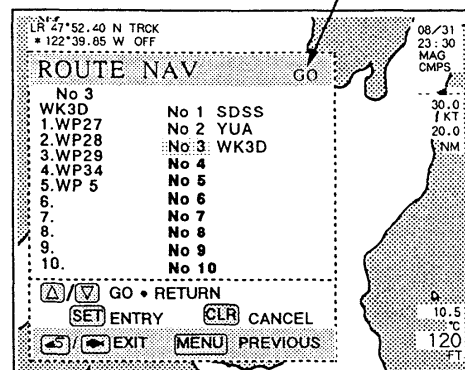 LR 47°52.40 N TRCK
* 122°39.85 W OFF
08/31
23:30
MAG
CMPS
ROUTE NAV GO
No 3
WK3D
1.WP27
2.WP28
3.WP29
4.WP34
5.WP 5
6.
7.
8.
9.
10.
No 1 SDSS
No 2 YUA
No 3 WK3D
No 4
No 5
No 6
No 7
No 8
No 9
No 10
30.0
KT
20.0
NM
△/▽ GO • RETURN
SET ENTRY CLR CANCEL
/ EXIT MENU PREVIOUS
10.5
°C
120
FT